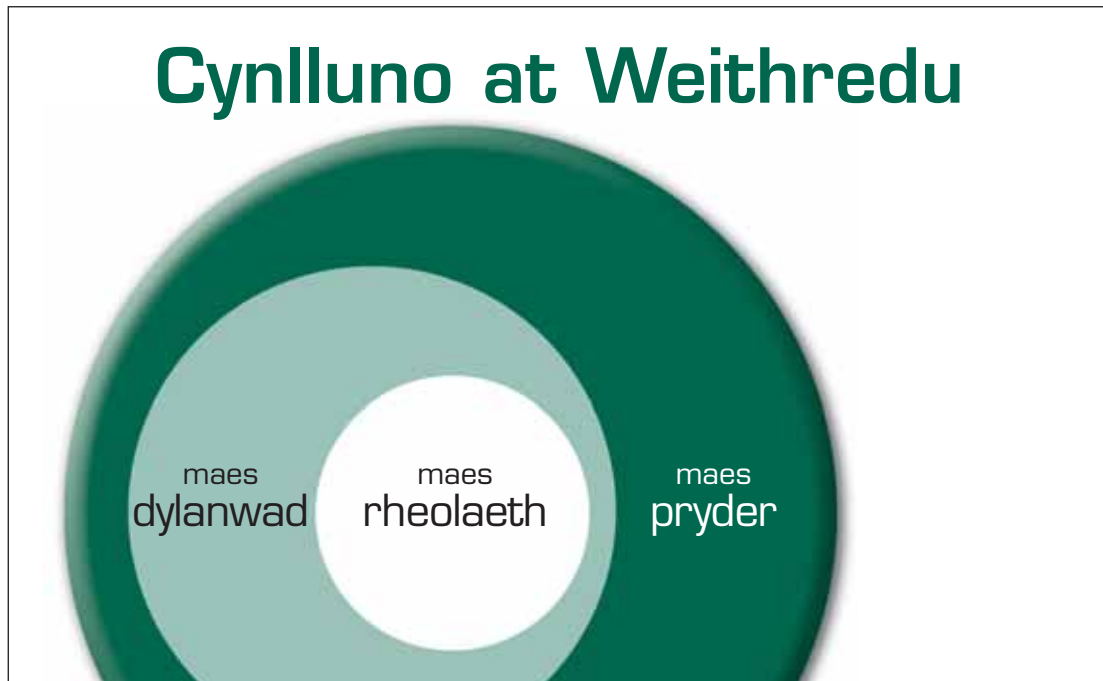 Cynlluno at Weithredu
maes
dylanwad
maes
rheolaeth
maes
pryder